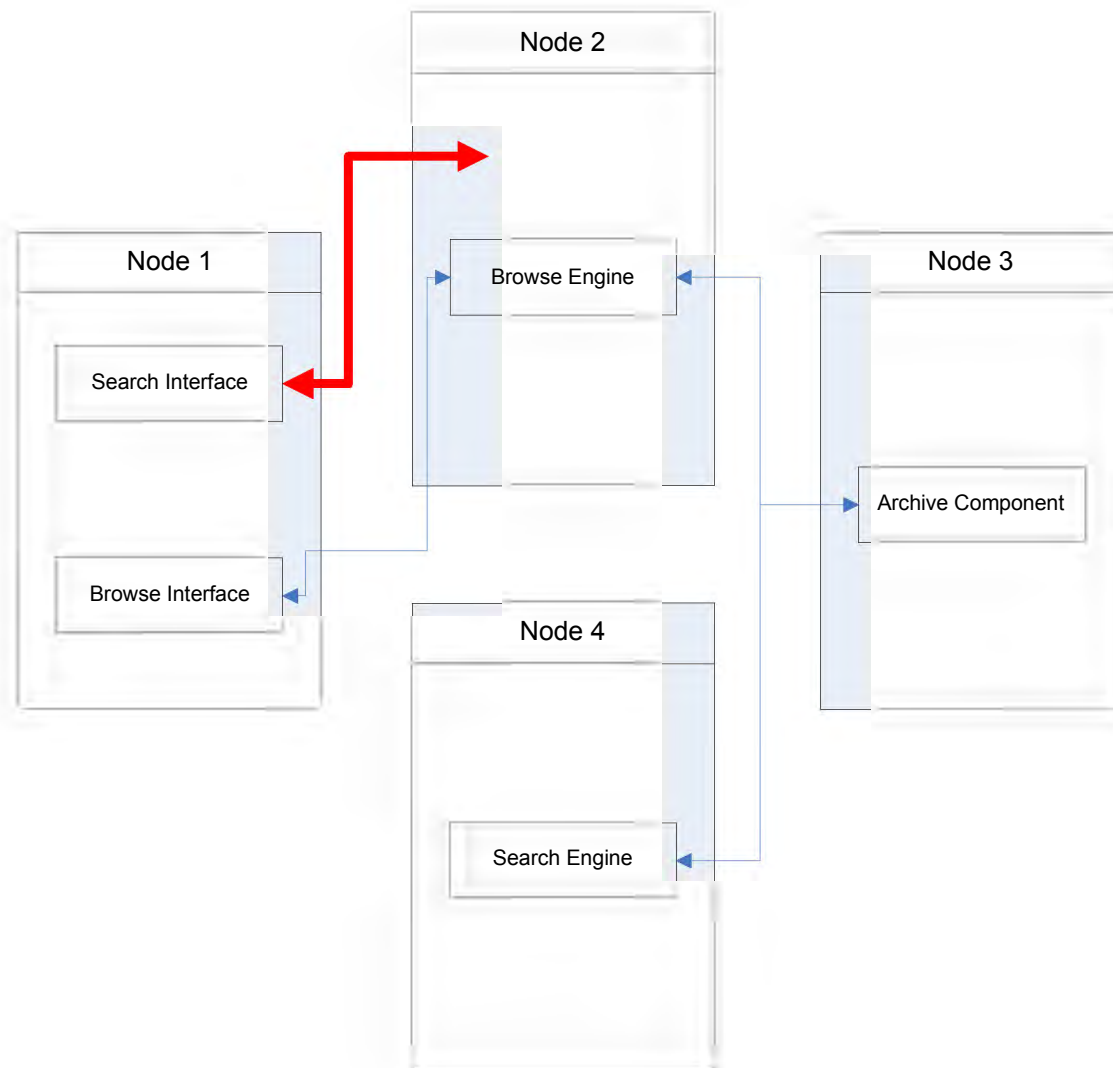 Node 2
Node 1
Browse Engine
Node 3
Search Interface
Archive Component
Browse Interface
Node 4
Search Engine